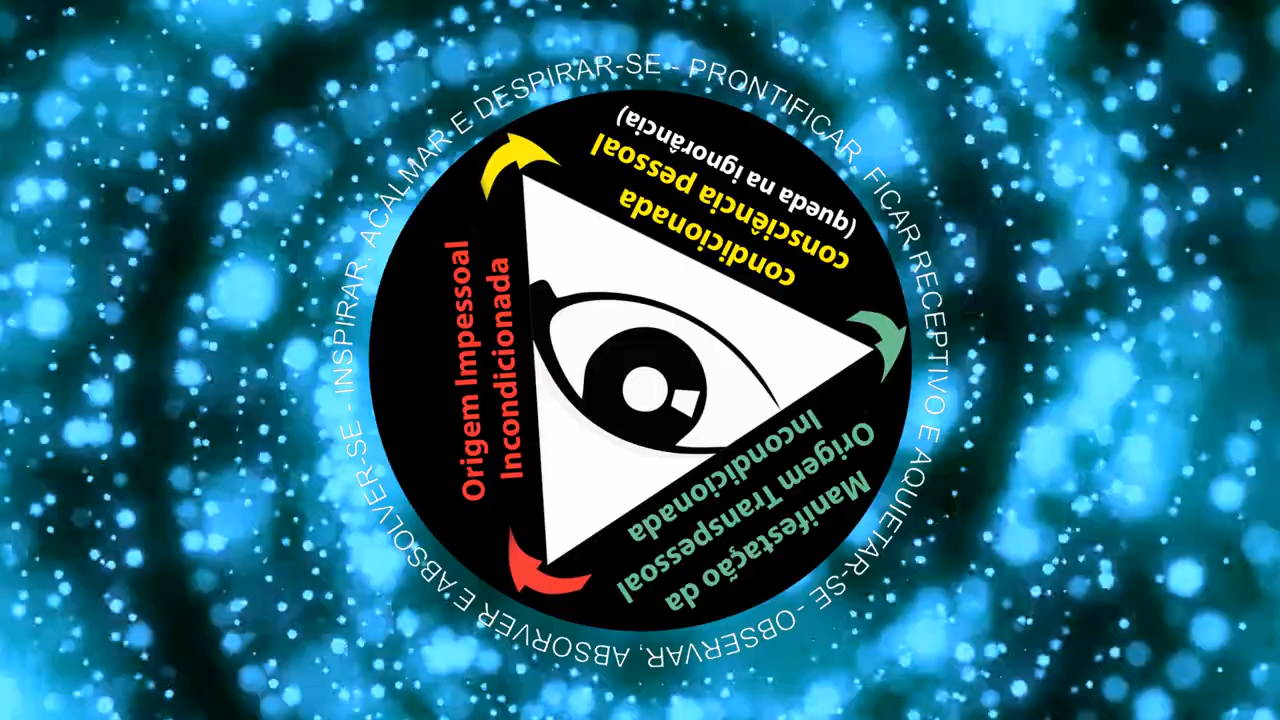 INSPIRAR, ACALMAR E DESPIRAR-SE - PRONTIFICAR, FICAR RECEPTIVO E AQUIETAR-SE - OBSERVAR, ABSORVER E ABSOLVER-SE -
Origem Impessoal
Incondicionada
condicionada
consciência pessoal
(queda na ignorância)
Manifestação da
Origem Transpessoal
Incondicionada